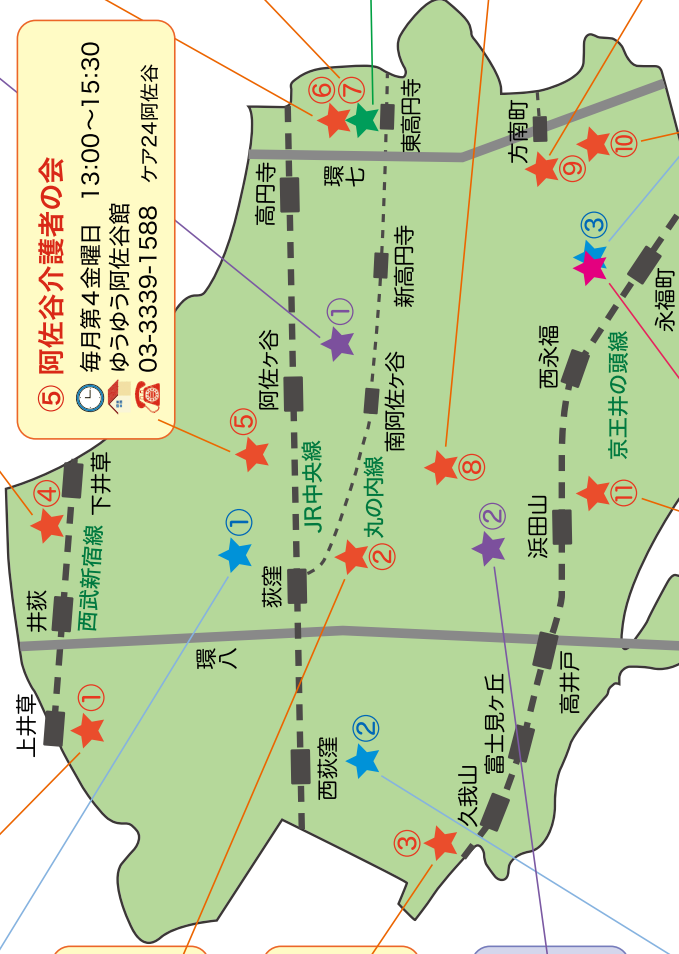 ⑤ 阿佐谷介護者の会
毎月第4金曜日 13:00〜15:30
ゆうゆう阿佐谷館
03-3339-1588 ケア24阿佐谷
上井草
井荻
下井草
西武新宿線
①
④
環八
⑤
①
西荻窪
荻窪
阿佐ヶ谷
高円寺
JR中央線
②
②
丸の内線
南阿佐ヶ谷
新高円寺
東高円寺
①
環七
⑥
⑦
③
久我山
富士見ヶ丘
高井戸
浜田山
西永福
永福町
京王井の頭線
②
⑧
⑪
③
方南町
⑨
⑩